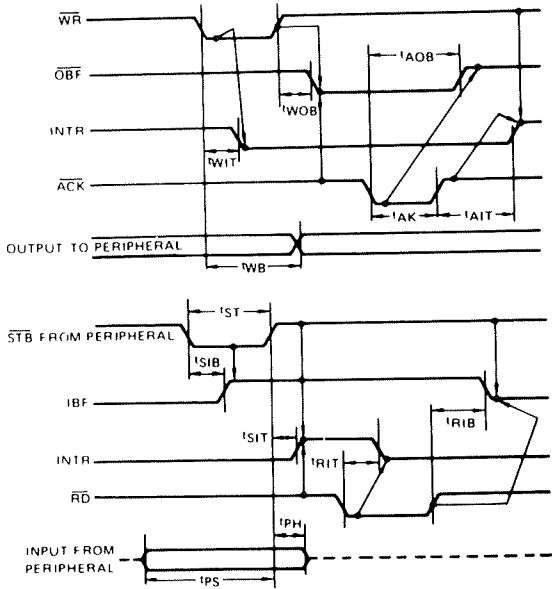 WR
OBF
tAOB
tWOB
INTR
tWIT
ACK
tAK
tAIT
OUTPUT TO PERIPHERAL
tWB
tST
STB FROM PERIPHERAL
tSIB
IBF
tRIB
tSIT
INTR
tRIT
RD
tPH
INPUT FROM
PERIPHERAL
tPS